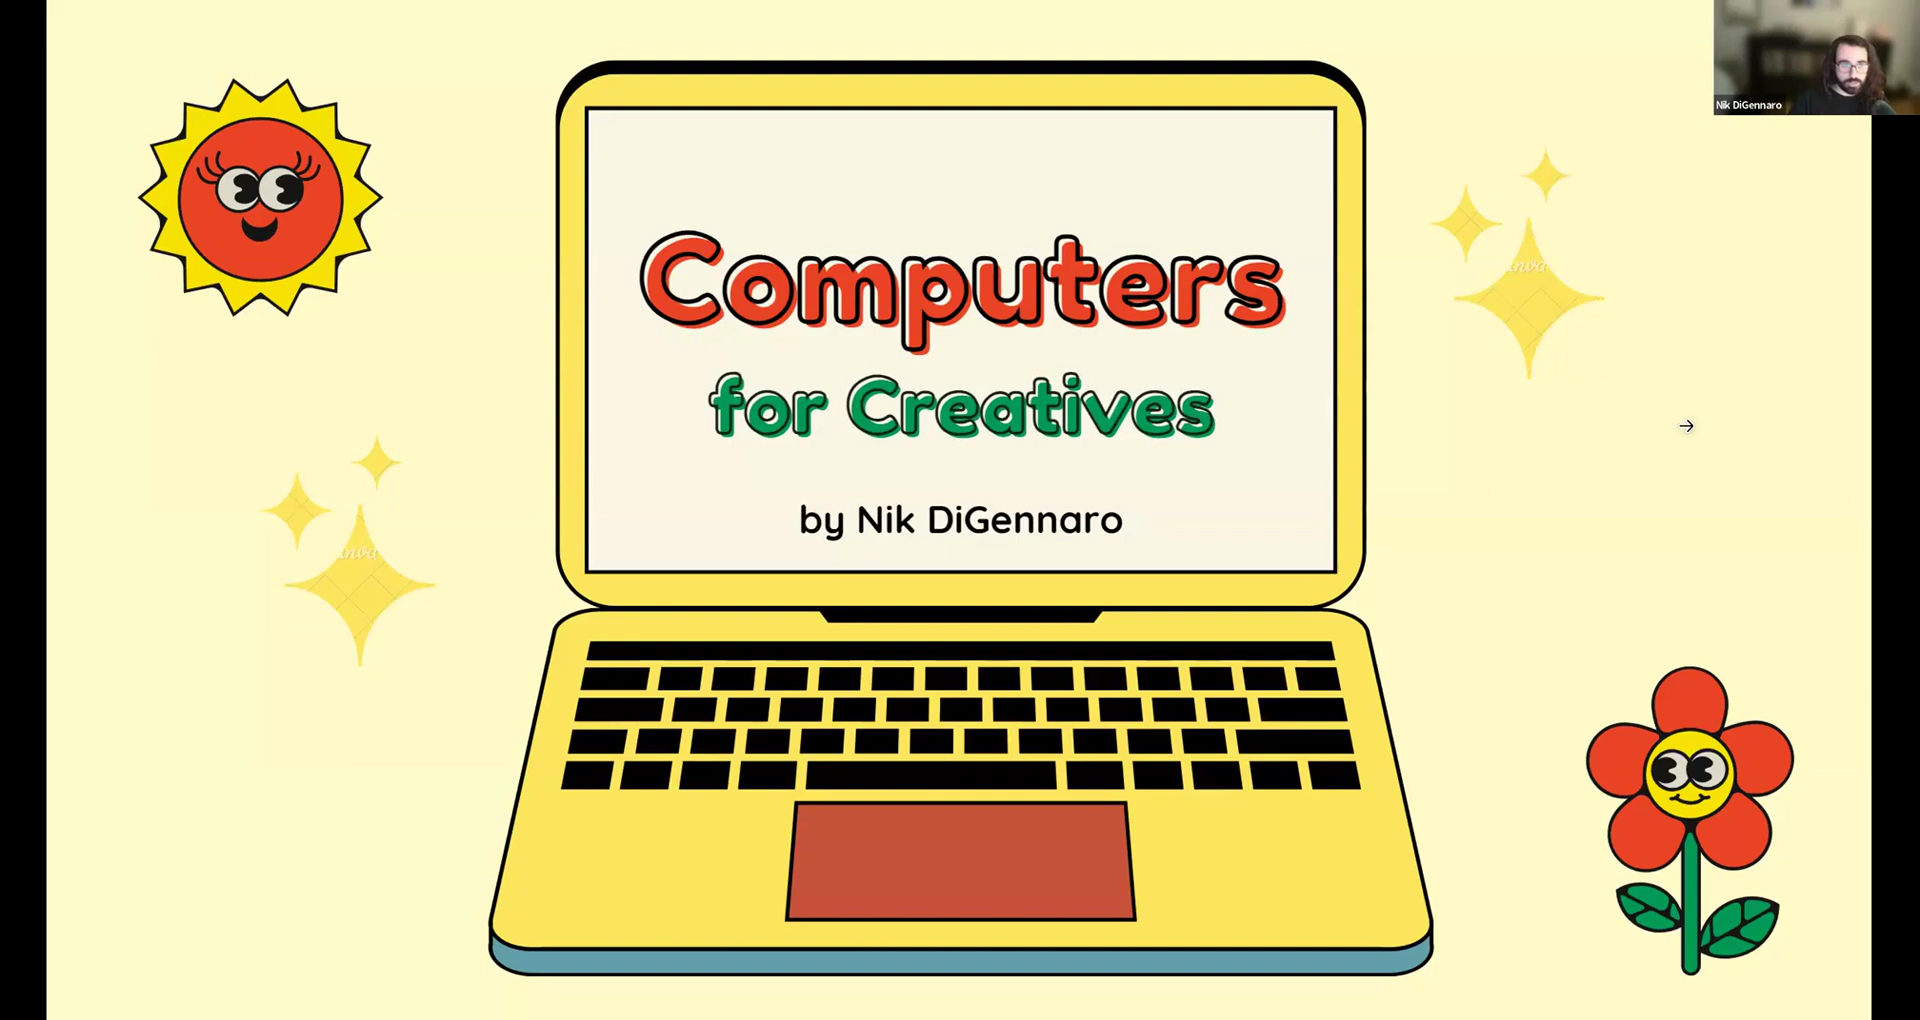 Nik DiGennaro
Computers
for Creatives
by Nik DiGennaro